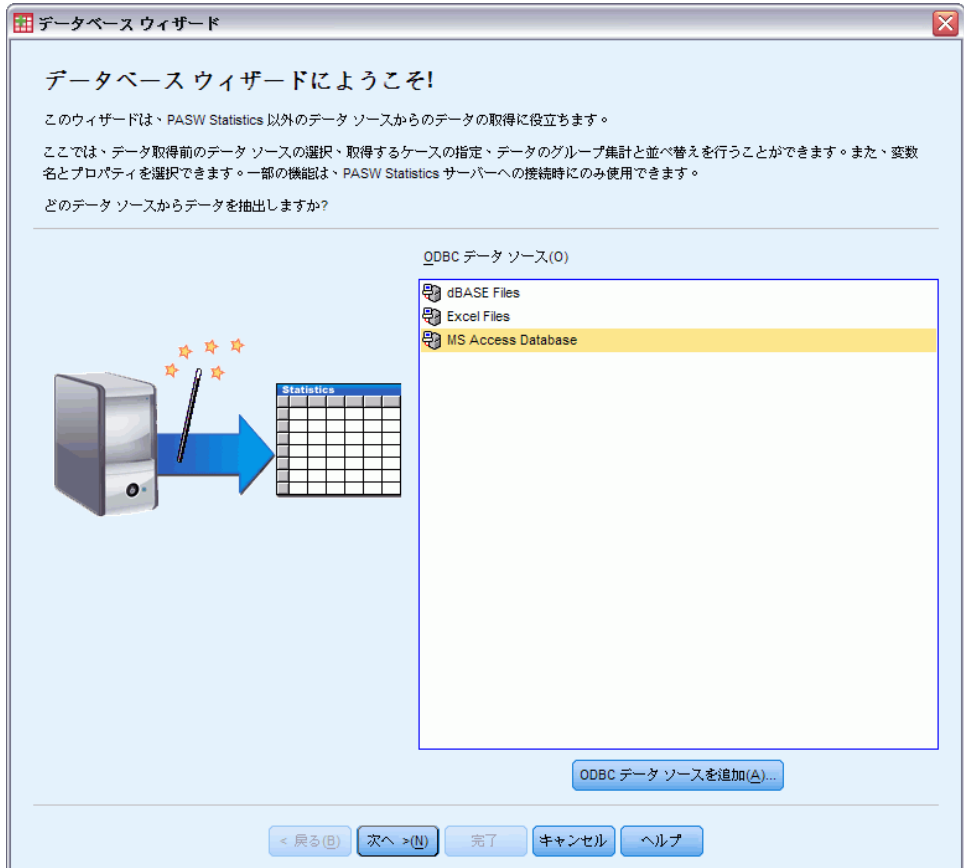 データベース ウィザード
データベース ウィザードにようこそ!
このウィザードは、PASW Statistics 以外のデータ ソースからのデータの取得に役立ちます。
ここでは、データ取得前のデータ ソースの選択、取得するケースの指定、データのグループ集計と並べ替えを行うことができます。また、変数
名とプロパティを選択できます。一部の機能は、PASW Statistics サーバーへの接続時にのみ使用できます。
どのデータ ソースからデータを抽出しますか?
ODBC データ ソース(O)
dBASE Files
Excel Files
MS Access Database
Statistics
ODBC データ ソースを追加(A)...
< 戻る(B)
次へ >(N)
完了
キャンセル
ヘルプ